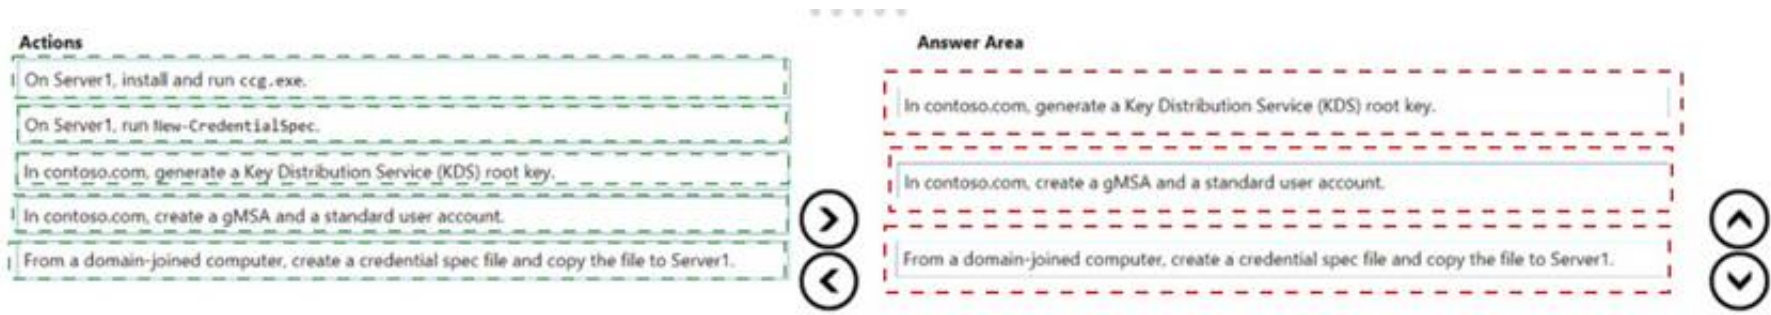 Actions
On Server1, install and run ccg.exe.
On Server1, run New-CredentialSpec.
In contoso.com, generate a Key Distribution Service (KDS) root key.
In contoso.com, create a gMSA and a standard user account.
From a domain-joined computer, create a credential spec file and copy the file to Server1.
Answer Area
In contoso.com, generate a Key Distribution Service (KDS) root key.
In contoso.com, create a gMSA and a standard user account.
From a domain-joined computer, create a credential spec file and copy the file to Server1.